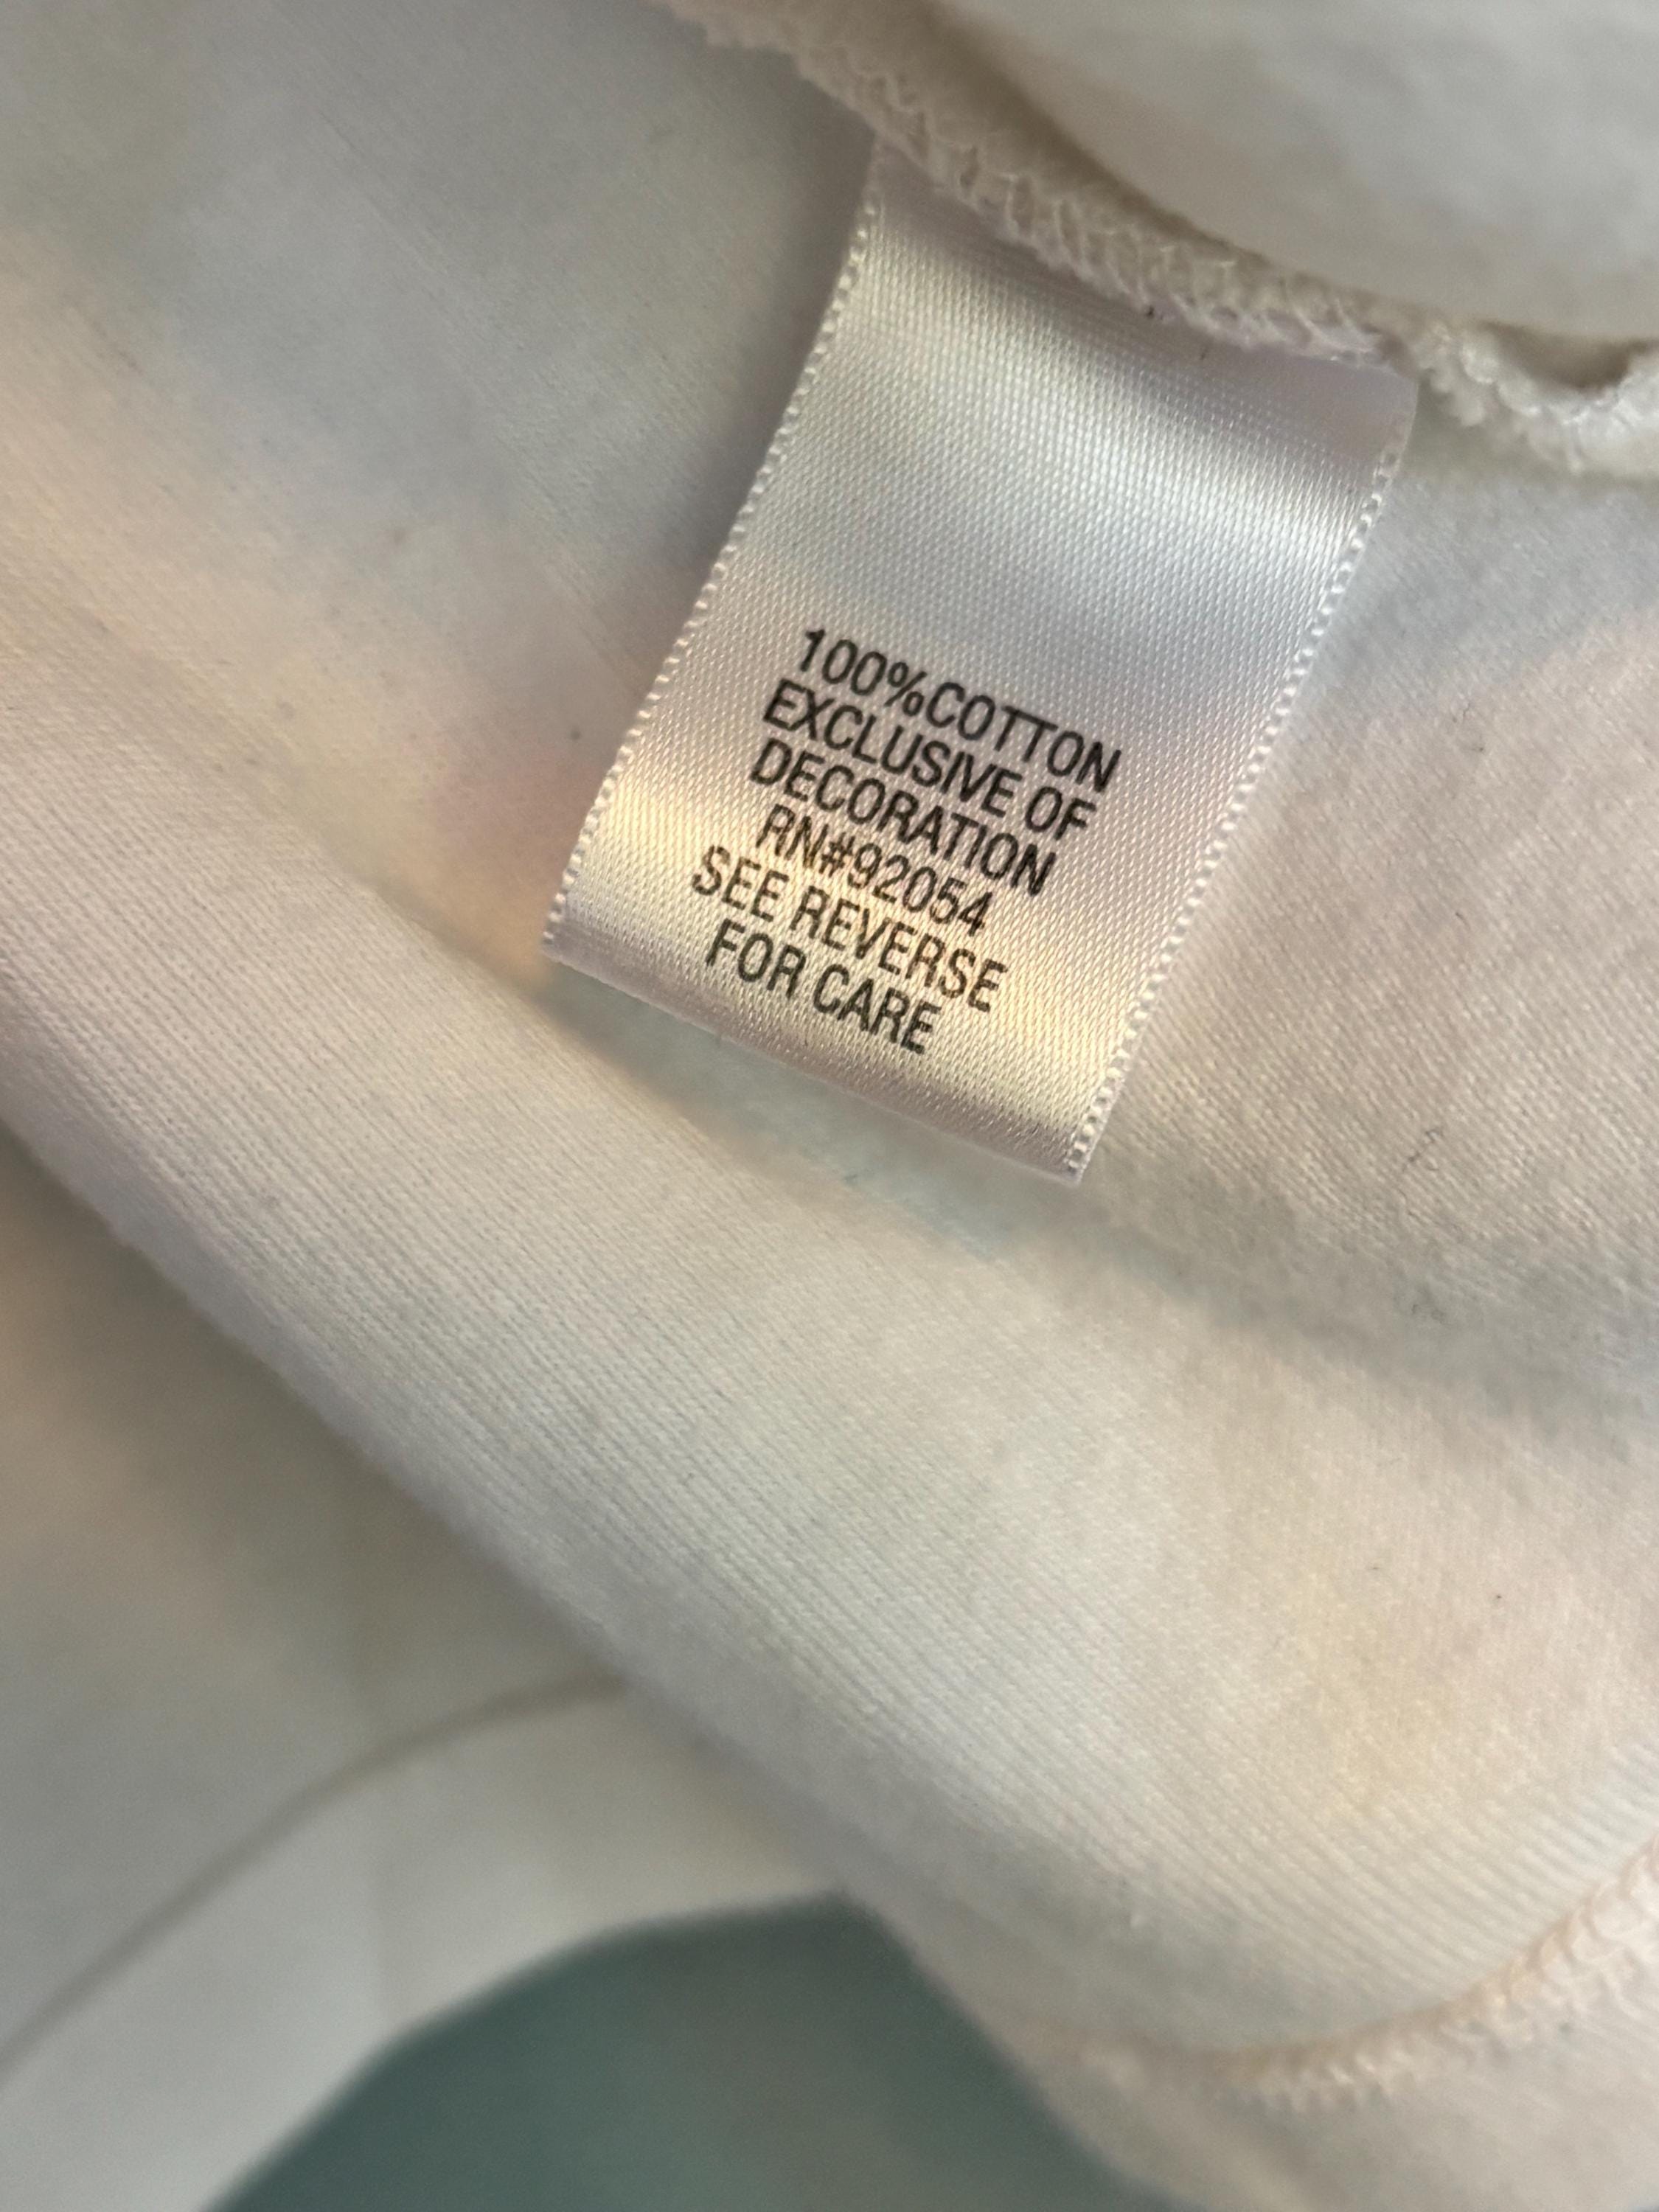 100%COTTON
EXCLUSIVE OF
DECORATION
RN#92054
SEE REVERSE
FOR CARE